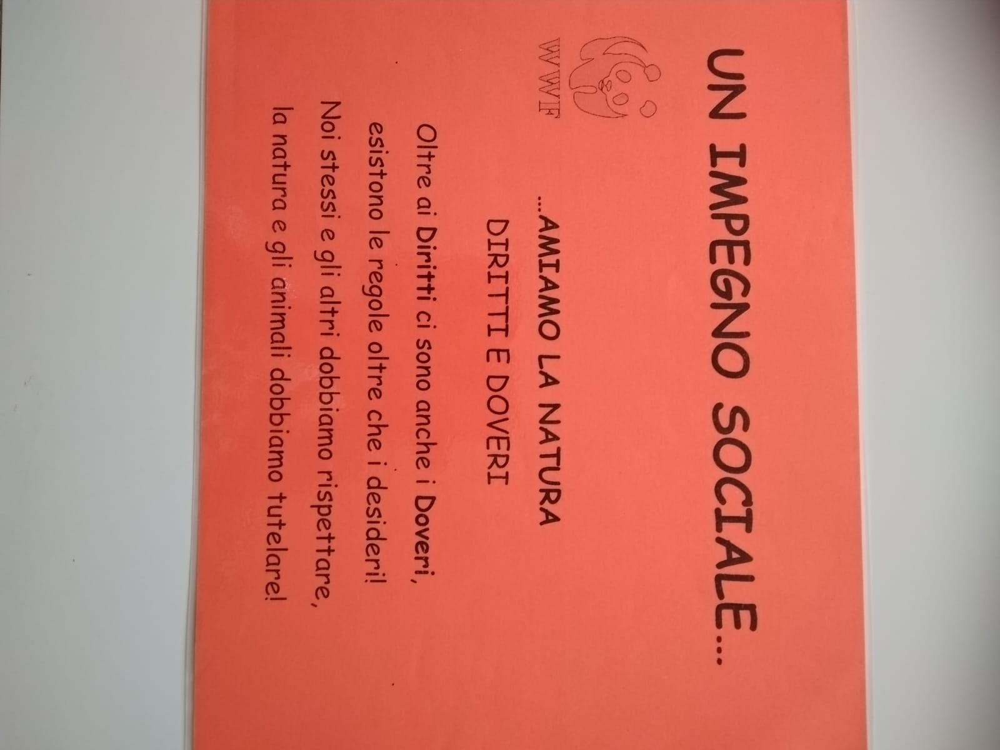 UN IMPEGNO SOCIALE...
WWF
...AMIAMO LA NATURA
DIRITTI E DOVERI
Oltre ai Diritti ci sono anche i Doveri,
esistono le regole oltre che i desideri!
Noi stessi e gli altri dobbiamo rispettare,
la natura e gli animali dobbiamo tutelare!